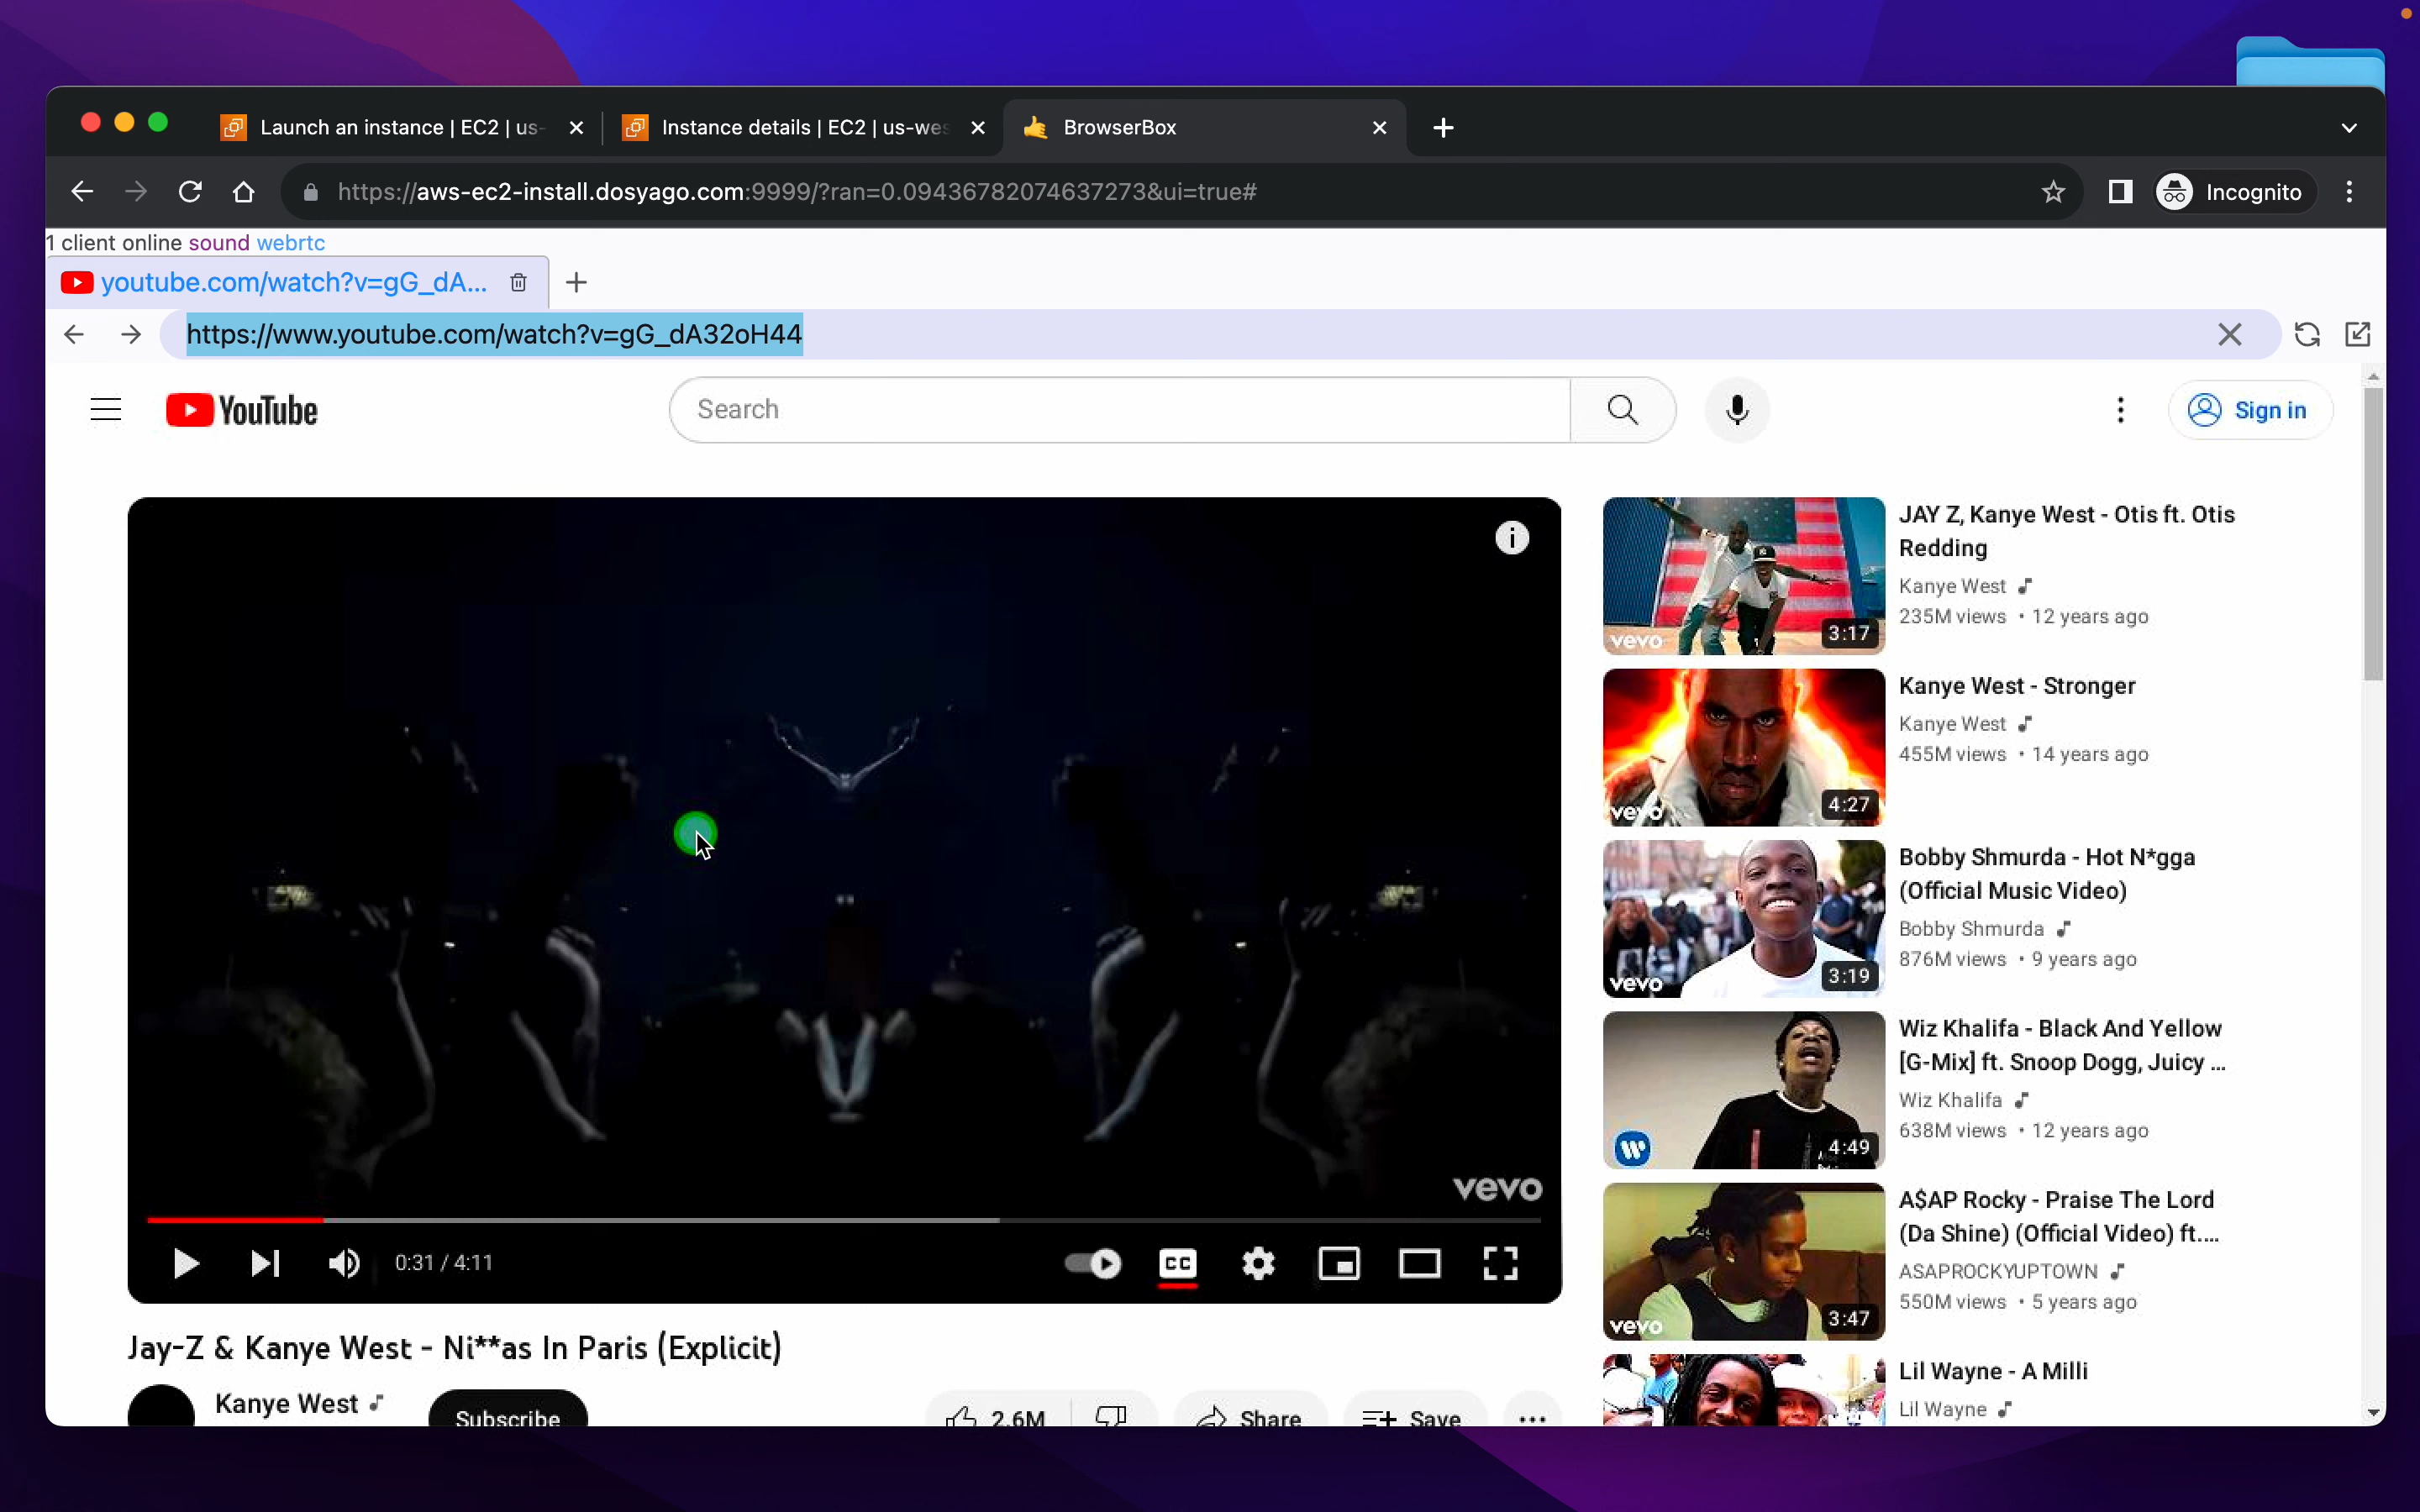 Launch an instance | EC2 | us-
Instance details | EC2 | us-wes
BrowserBox
https://aws-ec2-install.dosyago.com:9999/?ran=0.09436782074637273&ui=true#
Incognito
1 client online sound webrtc
youtube.com/watch?v=gG_dA...
https://www.youtube.com/watch?v=gG_dA32oH44
YouTube
Search
Sign in
vevo
0:31 / 4:11
CC
Jay-Z & Kanye West - Ni**as In Paris (Explicit)
Kanye West
Subscribe
2.6M
Share
Save
vevo
3:17
JAY Z, Kanye West - Otis ft. Otis
Redding
Kanye West
235M views • 12 years ago
vevo
4:27
Kanye West - Stronger
Kanye West
455M views • 14 years ago
vevo
3:19
Bobby Shmurda - Hot N*gga
(Official Music Video)
Bobby Shmurda
876M views • 9 years ago
4:49
Wiz Khalifa - Black And Yellow
[G-Mix] ft. Snoop Dogg, Juicy ...
Wiz Khalifa
638M views • 12 years ago
vevo
3:47
A$AP Rocky - Praise The Lord
(Da Shine) (Official Video) ft....
ASAPROCKYUPTOWN
550M views • 5 years ago
Lil Wayne - A Milli
Lil Wayne